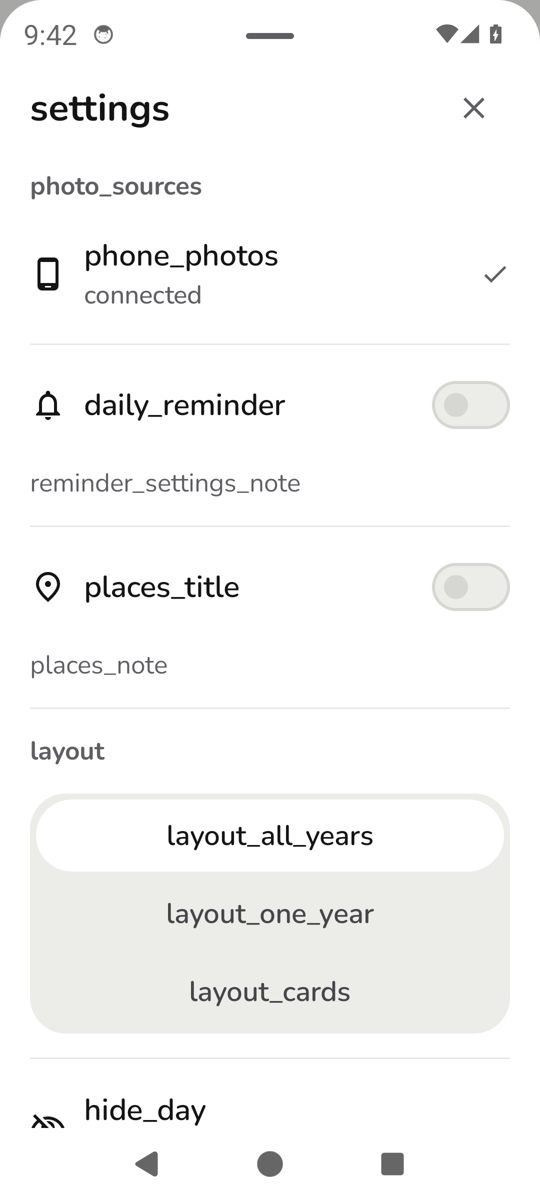 9:42
settings
photo_sources
phone_photos
connected
daily_reminder
reminder_settings_note
places_title
places_note
layout
layout_all_years
layout_one_year
layout_cards
hide_day